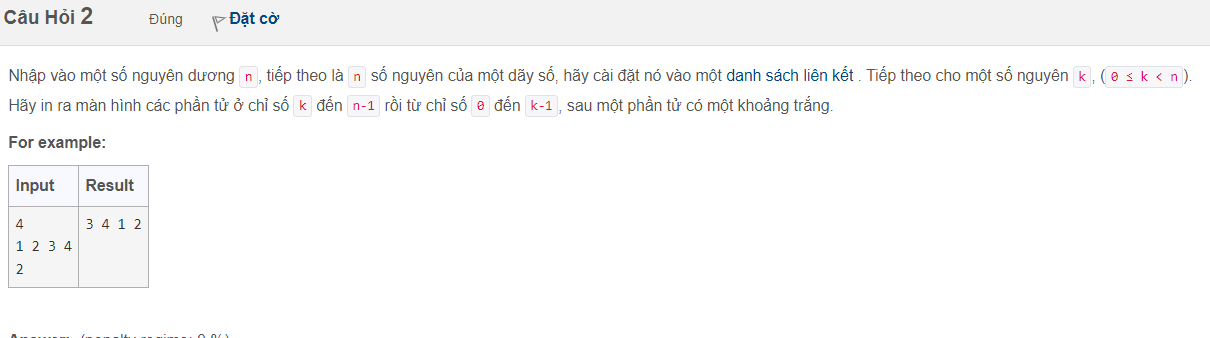 Câu Hỏi 2 Đúng Đặt cờ
Nhập vào một số nguyên dương n, tiếp theo là n số nguyên của một dãy số, hãy cài đặt nó vào một danh sách liên kết . Tiếp theo cho một số nguyên k, (0 ≤ k < n).
Hãy in ra màn hình các phần tử ở chỉ số k đến n-1 rồi từ chỉ số 0 đến k-1, sau một phần tử có một khoảng trắng.
For example:
Input Result
4 3 4 1 2
1 2 3 4
2